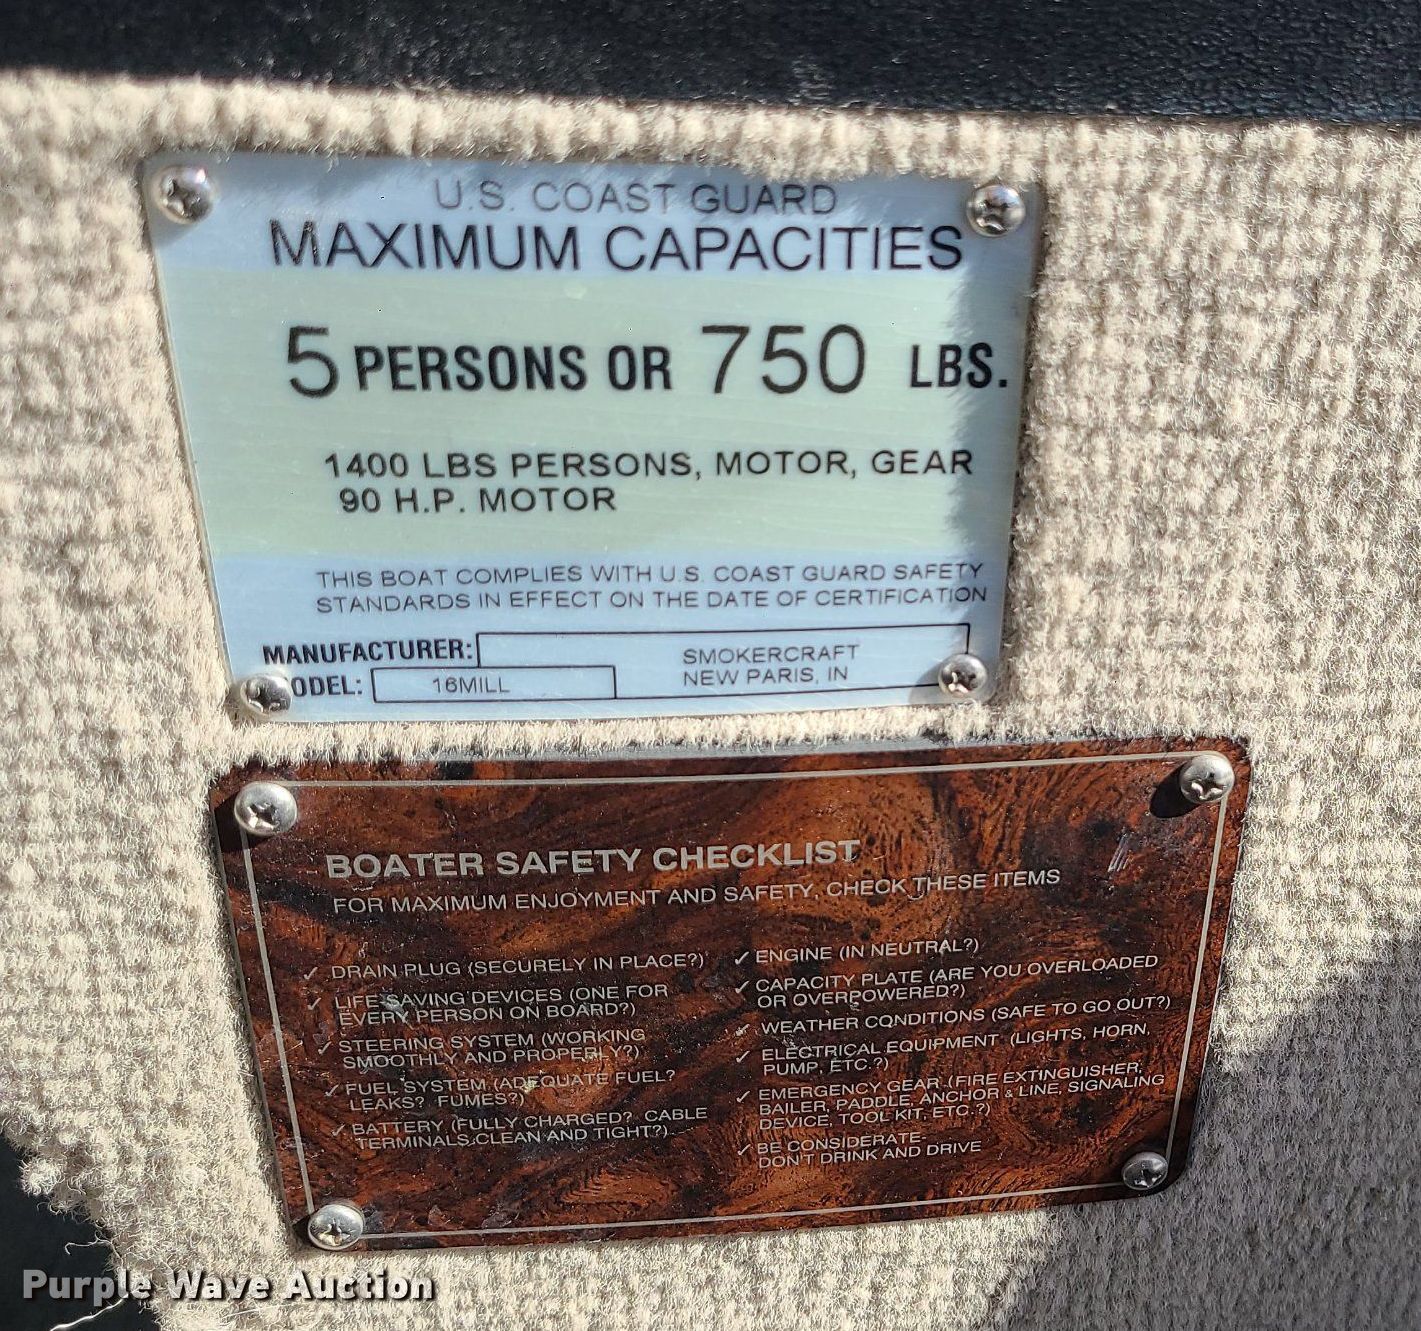 U.S. COAST GUARD
MAXIMUM CAPACITIES
5 PERSONS OR 750 LBS.
1400 LBS PERSONS, MOTOR, GEAR
90 H.P. MOTOR
THIS BOAT COMPLIES WITH U.S. COAST GUARD SAFETY
STANDARDS IN EFFECT ON THE DATE OF CERTIFICATION
MANUFACTURER: SMOKERCRAFT
ODEL: 16MILL NEW PARIS, IN
BOATER SAFETY CHECKLIST
FOR MAXIMUM ENJOYMENT AND SAFETY, CHECK THESE ITEMS
✓ DRAIN PLUG (SECURELY IN PLACE?)
✓ LIFE-SAVING DEVICES (ONE FOR
EVERY PERSON ON BOARD?)
✓ STEERING SYSTEM (WORKING
SMOOTHLY AND PROPERLY?)
✓ FUEL SYSTEM (ADEQUATE FUEL?
LEAKS? FUMES?)
✓ BATTERY (FULLY CHARGED? CABLE
TERMINALS CLEAN AND TIGHT?)
✓ ENGINE (IN NEUTRAL?)
✓ CAPACITY PLATE (ARE YOU OVERLOADED
OR OVERPOWERED?)
✓ WEATHER CONDITIONS (SAFE TO GO OUT?)
✓ ELECTRICAL EQUIPMENT (LIGHTS, HORN,
PUMP, ETC.?)
✓ EMERGENCY GEAR (FIRE EXTINGUISHER,
BAILER, PADDLE, ANCHOR & LINE, SIGNALING
DEVICE, TOOL KIT, ETC.?)
✓ BE CONSIDERATE-
DON'T DRINK AND DRIVE
Purple Wave Auction